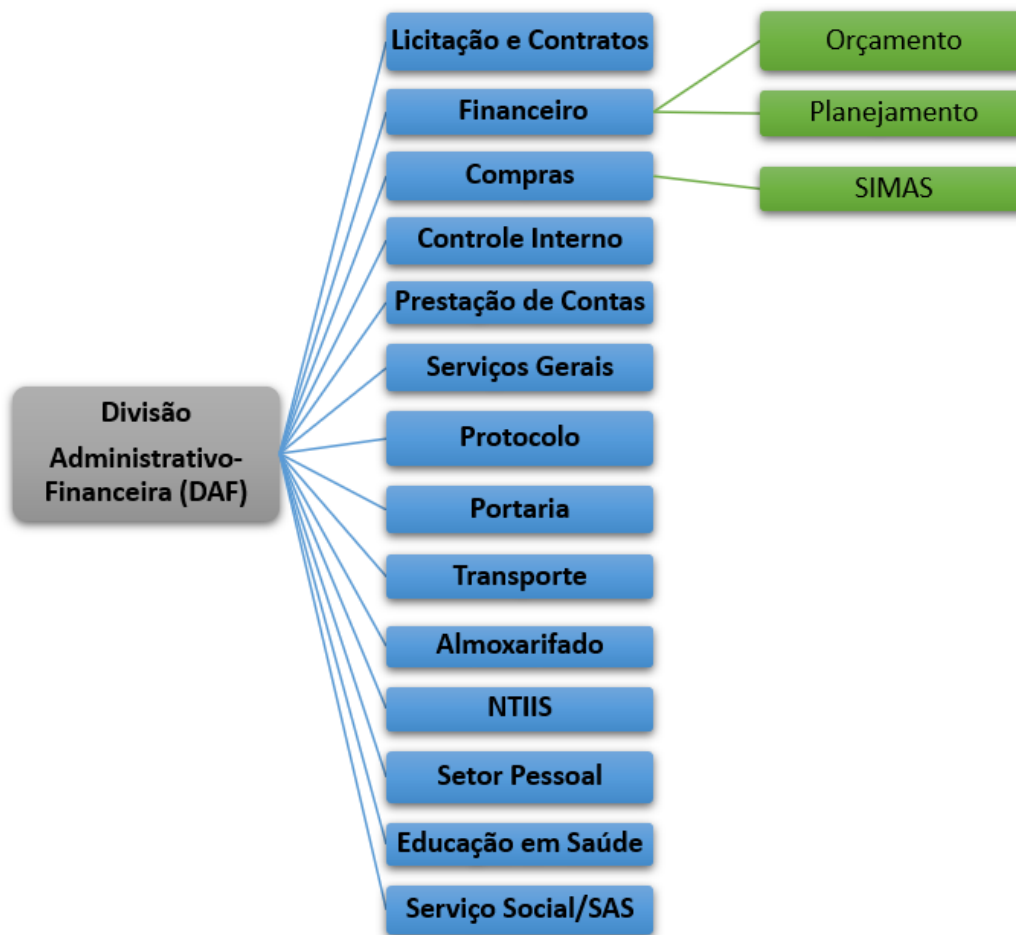 Licitação e Contratos
Orçamento
Financeiro
Planejamento
Compras
SIMAS
Controle Interno
Prestação de Contas
Serviços Gerais
Divisão
Administrativo-
Financeira (DAF)
Protocolo
Portaria
Transporte
Almoxarifado
NTIIS
Setor Pessoal
Educação em Saúde
Serviço Social/SAS